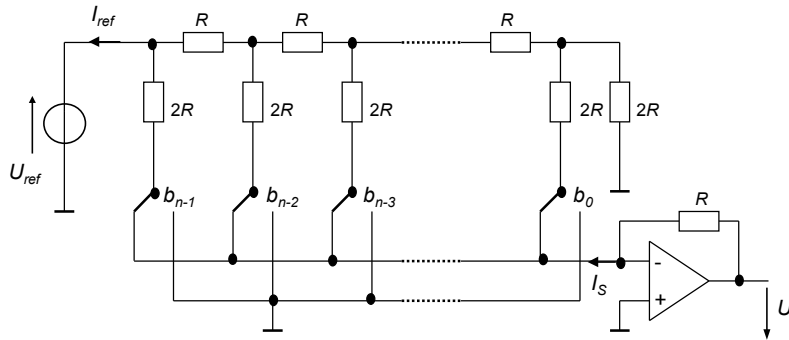 I_ref
R
R
R
2R
2R
2R
2R
2R
U_ref
b_n-1
b_n-2
b_n-3
b_0
R
-
I_S
+
U